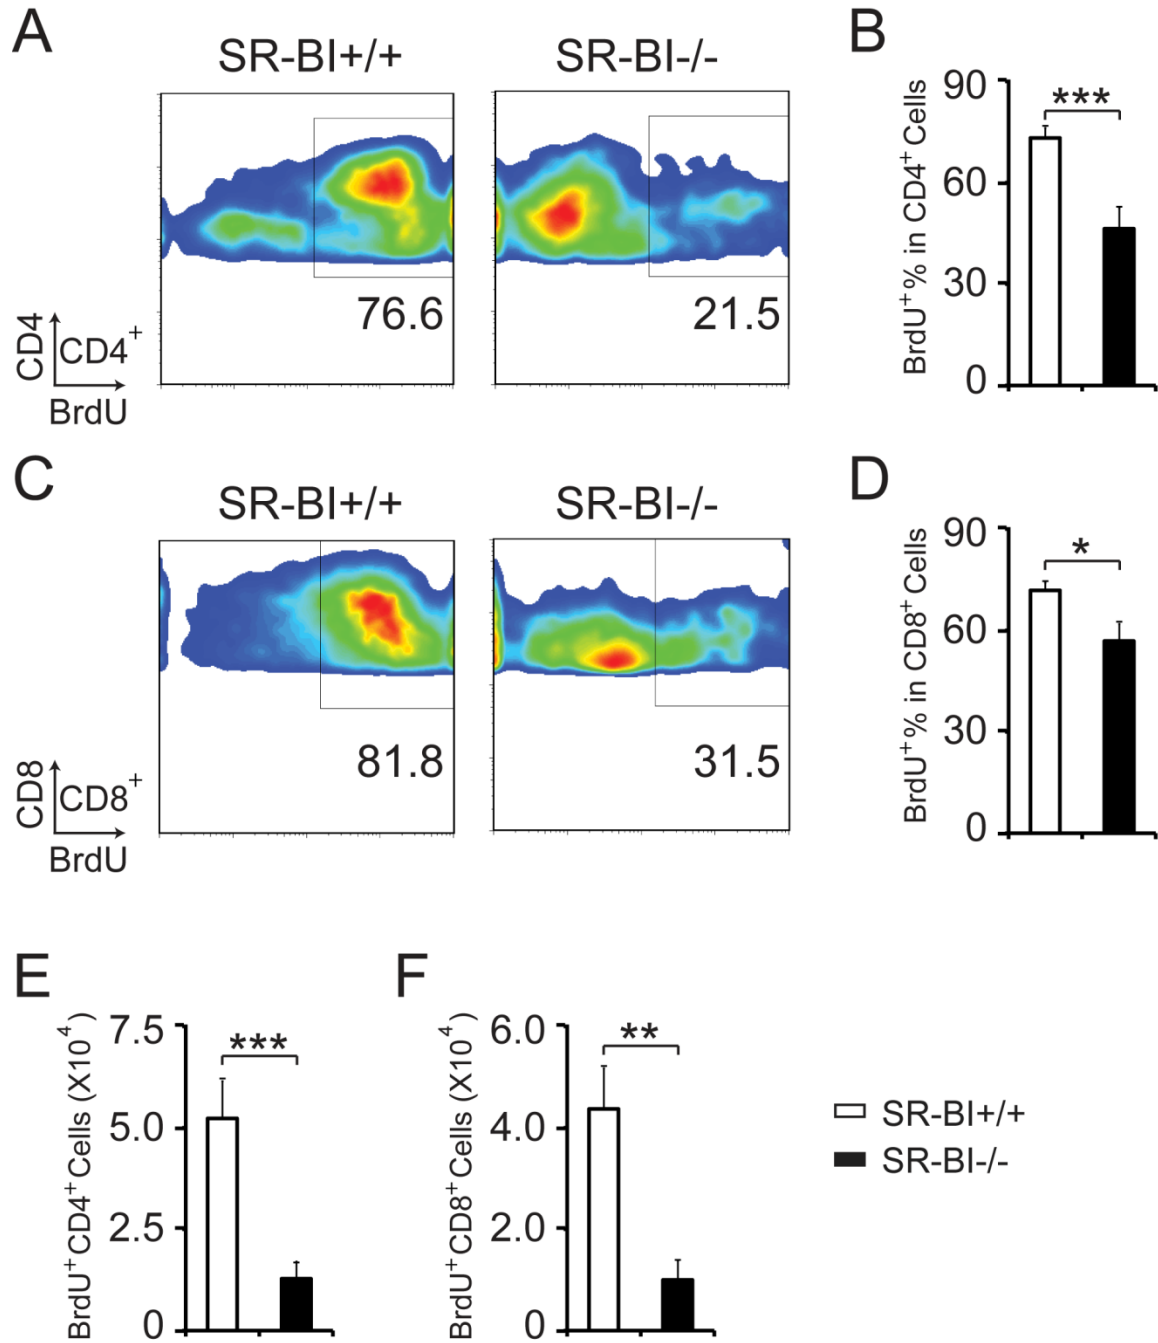 A
SR-BI+/+
SR-BI-/-
76.6
21.5
CD4
CD4⁺
BrdU
B
BrdU⁺% in CD4⁺ Cells
90
60
30
0
***
C
SR-BI+/+
SR-BI-/-
81.8
31.5
CD8
CD8⁺
BrdU
D
BrdU⁺% in CD8⁺ Cells
90
60
30
0
*
E
BrdU⁺CD4⁺Cells (X10⁴)
7.5
5.0
2.5
0
***
F
BrdU⁺CD8⁺Cells (X10⁴)
6.0
4.0
2.0
0
**
SR-BI+/+
SR-BI-/-